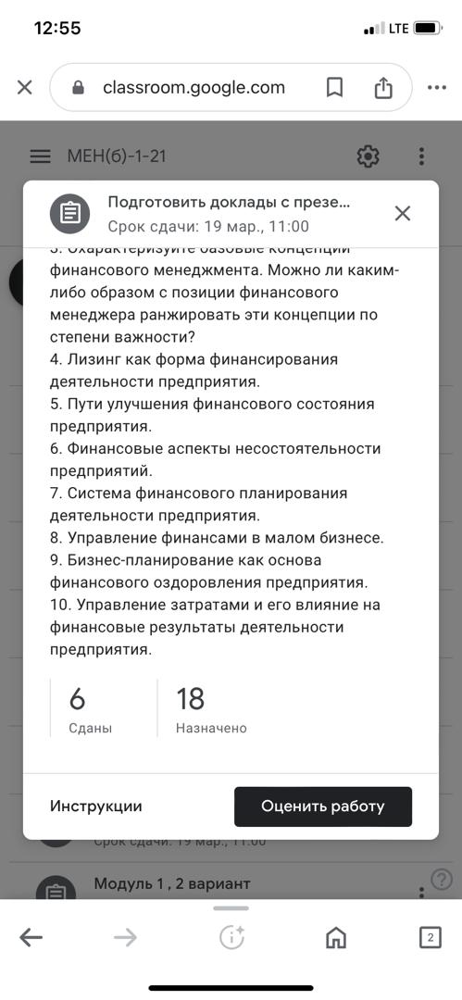 12:55
LTE
classroom.google.com
МЕН(б)-1-21
Подготовить доклады с презе...
Срок сдачи: 19 мар., 11:00
3. Охарактеризуйте базовые концепции
финансового менеджмента. Можно ли каким-
либо образом с позиции финансового
менеджера ранжировать эти концепции по
степени важности?
4. Лизинг как форма финансирования
деятельности предприятия.
5. Пути улучшения финансового состояния
предприятия.
6. Финансовые аспекты несостоятельности
предприятий.
7. Система финансового планирования
деятельности предприятия.
8. Управление финансами в малом бизнесе.
9. Бизнес-планирование как основа
финансового оздоровления предприятия.
10. Управление затратами и его влияние на
финансовые результаты деятельности
предприятия.
6
Сданы
18
Назначено
Инструкции
Оценить работу
Срок сдачи: 19 мар., 11:00
Модуль 1 , 2 вариант
2